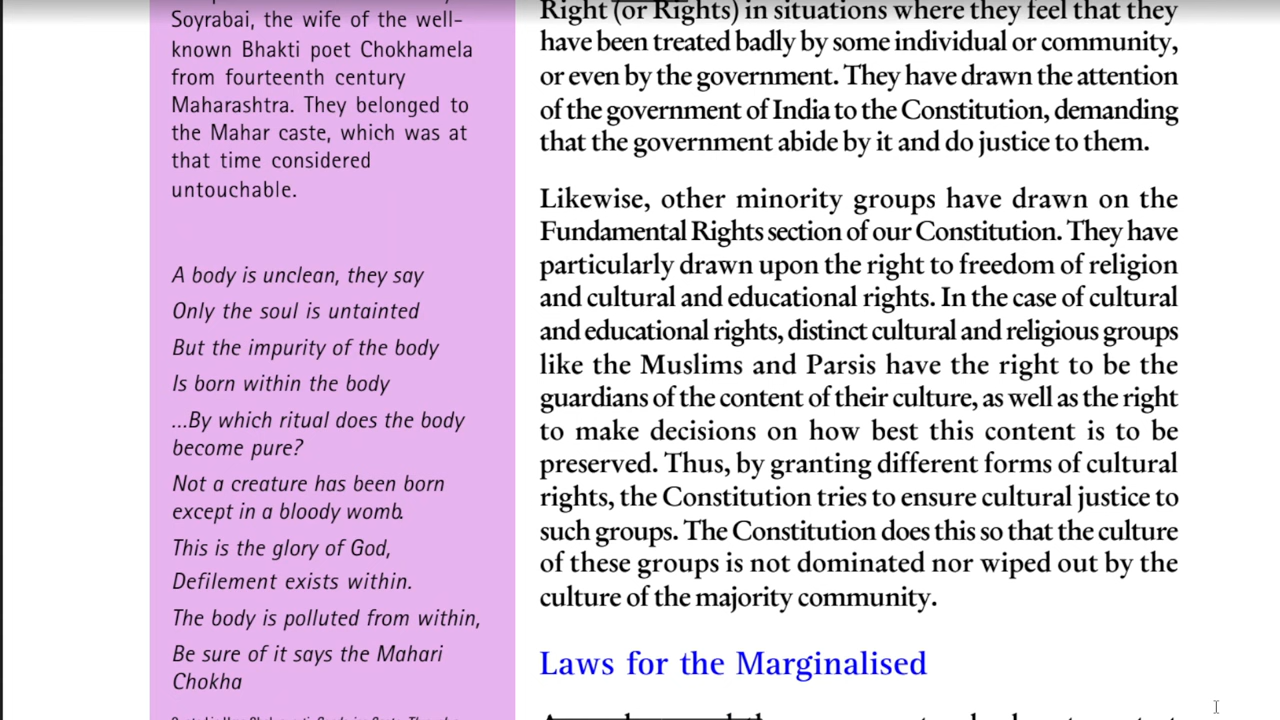 Soyrabai, the wife of the well-
known Bhakti poet Chokhamela
from fourteenth century
Maharashtra. They belonged to
the Mahar caste, which was at
that time considered
untouchable.
A body is unclean, they say
Only the soul is untainted
But the impurity of the body
Is born within the body
...By which ritual does the body
become pure?
Not a creature has been born
except in a bloody womb.
This is the glory of God,
Defilement exists within.
The body is polluted from within,
Be sure of it says the Mahari
Chokha
Right (or Rights) in situations where they feel that they
have been treated badly by some individual or community,
or even by the government. They have drawn the attention
of the government of India to the Constitution, demanding
that the government abide by it and do justice to them.
Likewise, other minority groups have drawn on the
Fundamental Rights section of our Constitution. They have
particularly drawn upon the right to freedom of religion
and cultural and educational rights. In the case of cultural
and educational rights, distinct cultural and religious groups
like the Muslims and Parsis have the right to be the
guardians of the content of their culture, as well as the right
to make decisions on how best this content is to be
preserved. Thus, by granting different forms of cultural
rights, the Constitution tries to ensure cultural justice to
such groups. The Constitution does this so that the culture
of these groups is not dominated nor wiped out by the
culture of the majority community.
Laws for the Marginalised